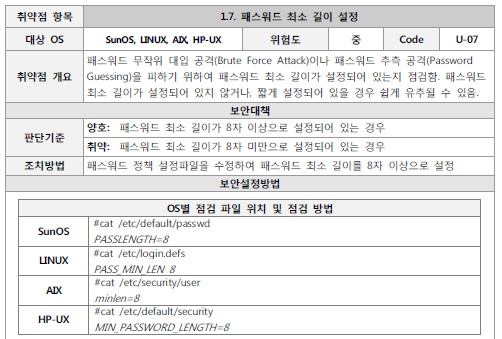 취약점 항목 1.7. 패스워드 최소 길이 설정
대상 OS SunOS, LINUX, AIX, HP-UX 위험도 중 Code U-07
취약점 개요 패스워드 무작위 대입 공격(Brute Force Attack)이나 패스워드 추측 공격(Password
Guessing)을 피하기 위하여 패스워드 최소 길이가 설정되어 있는지 점검함. 패스워드
최소 길이가 설정되어 있지 않거나, 짧게 설정되어 있을 경우 쉽게 유추될 수 있음.
보안대책
판단기준 양호: 패스워드 최소 길이가 8자 이상으로 설정되어 있는 경우
취약: 패스워드 최소 길이가 8자 미만으로 설정되어 있는 경우
조치방법 패스워드 정책 설정파일을 수정하여 패스워드 최소 길이를 8자 이상으로 설정
보안설정방법
OS별 점검 파일 위치 및 점검 방법
SunOS #cat /etc/default/passwd
PASSLENGTH=8
LINUX #cat /etc/login.defs
PASS_MIN_LEN 8
AIX #cat /etc/security/user
minlen=8
HP-UX #cat /etc/default/security
MIN_PASSWORD_LENGTH=8